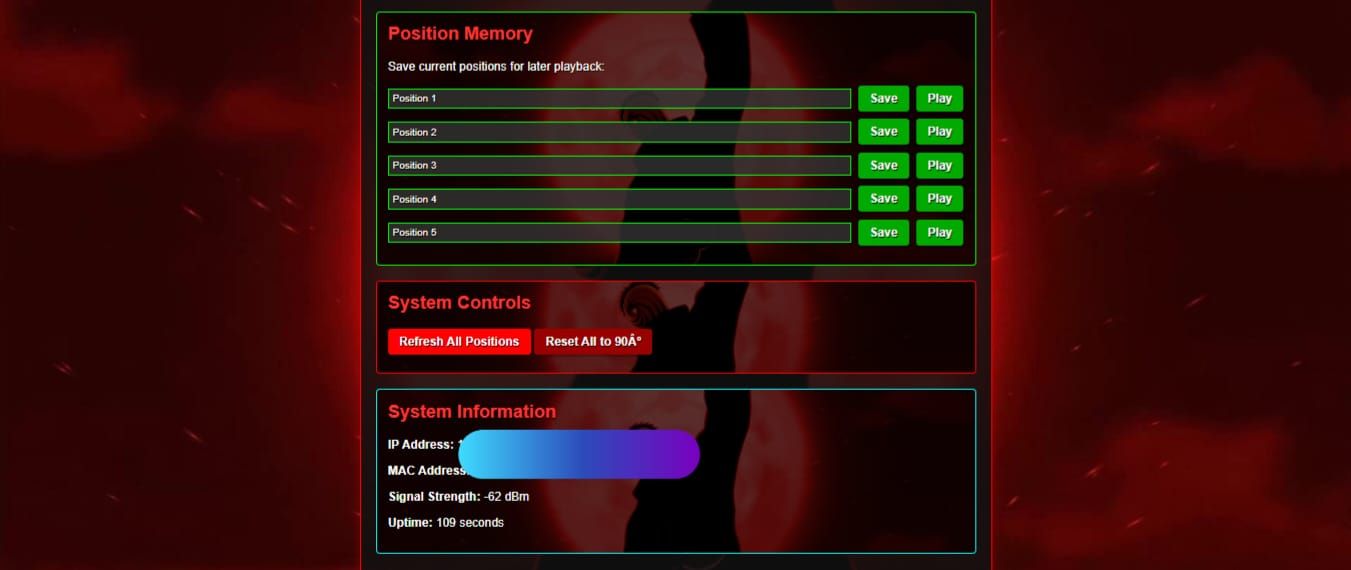 Position Memory
Save current positions for later playback:
Position 1 Save Play
Position 2 Save Play
Position 3 Save Play
Position 4 Save Play
Position 5 Save Play
System Controls
Refresh All Positions Reset All to 90Â°
System Information
IP Address:
MAC Address
Signal Strength: -62 dBm
Uptime: 109 seconds